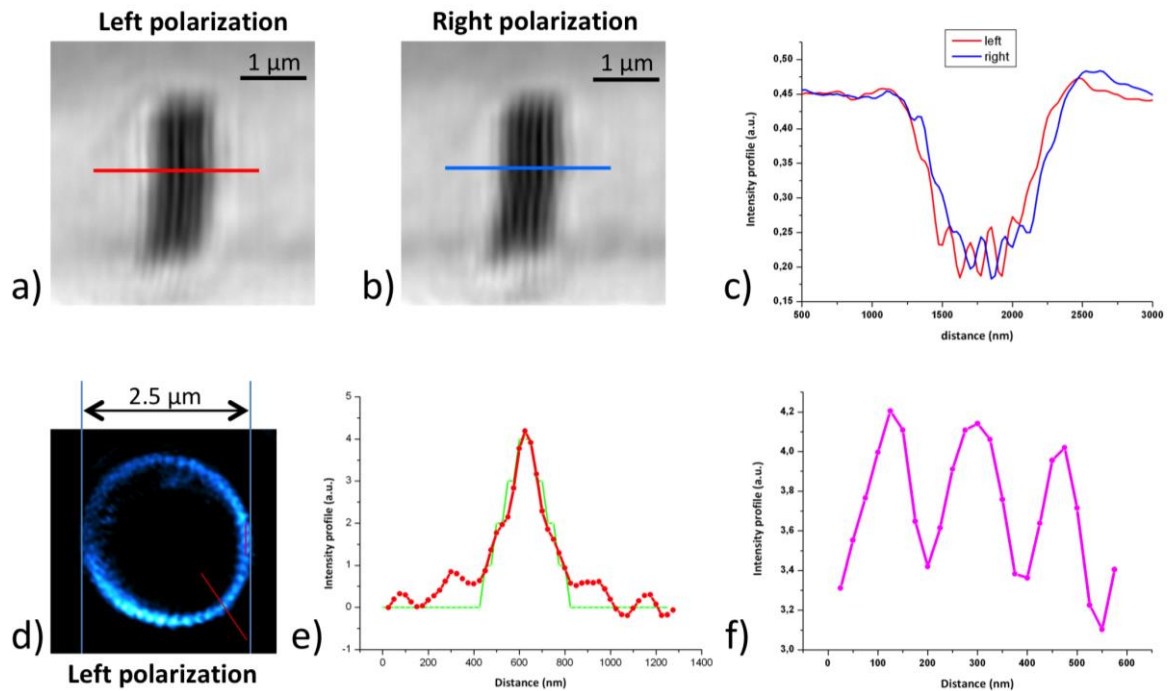 Left polarization
Right polarization
1 µm
1 µm
a)
b)
left
right
0,50
0,45
0,40
0,35
0,30
0,25
0,20
0,15
Intensity profile (a.u.)
500
1000
1500
2000
2500
3000
distance (nm)
c)
2.5 µm
d)
Left polarization
5
4
3
2
1
0
-1
Intensity profile (a.u.)
0
200
400
600
800
1000
1200
1400
Distance (nm)
e)
4,2
4,0
3,8
3,6
3,4
3,2
3,0
Intensity profile (a.u.)
0
100
200
300
400
500
600
Distance (nm)
f)